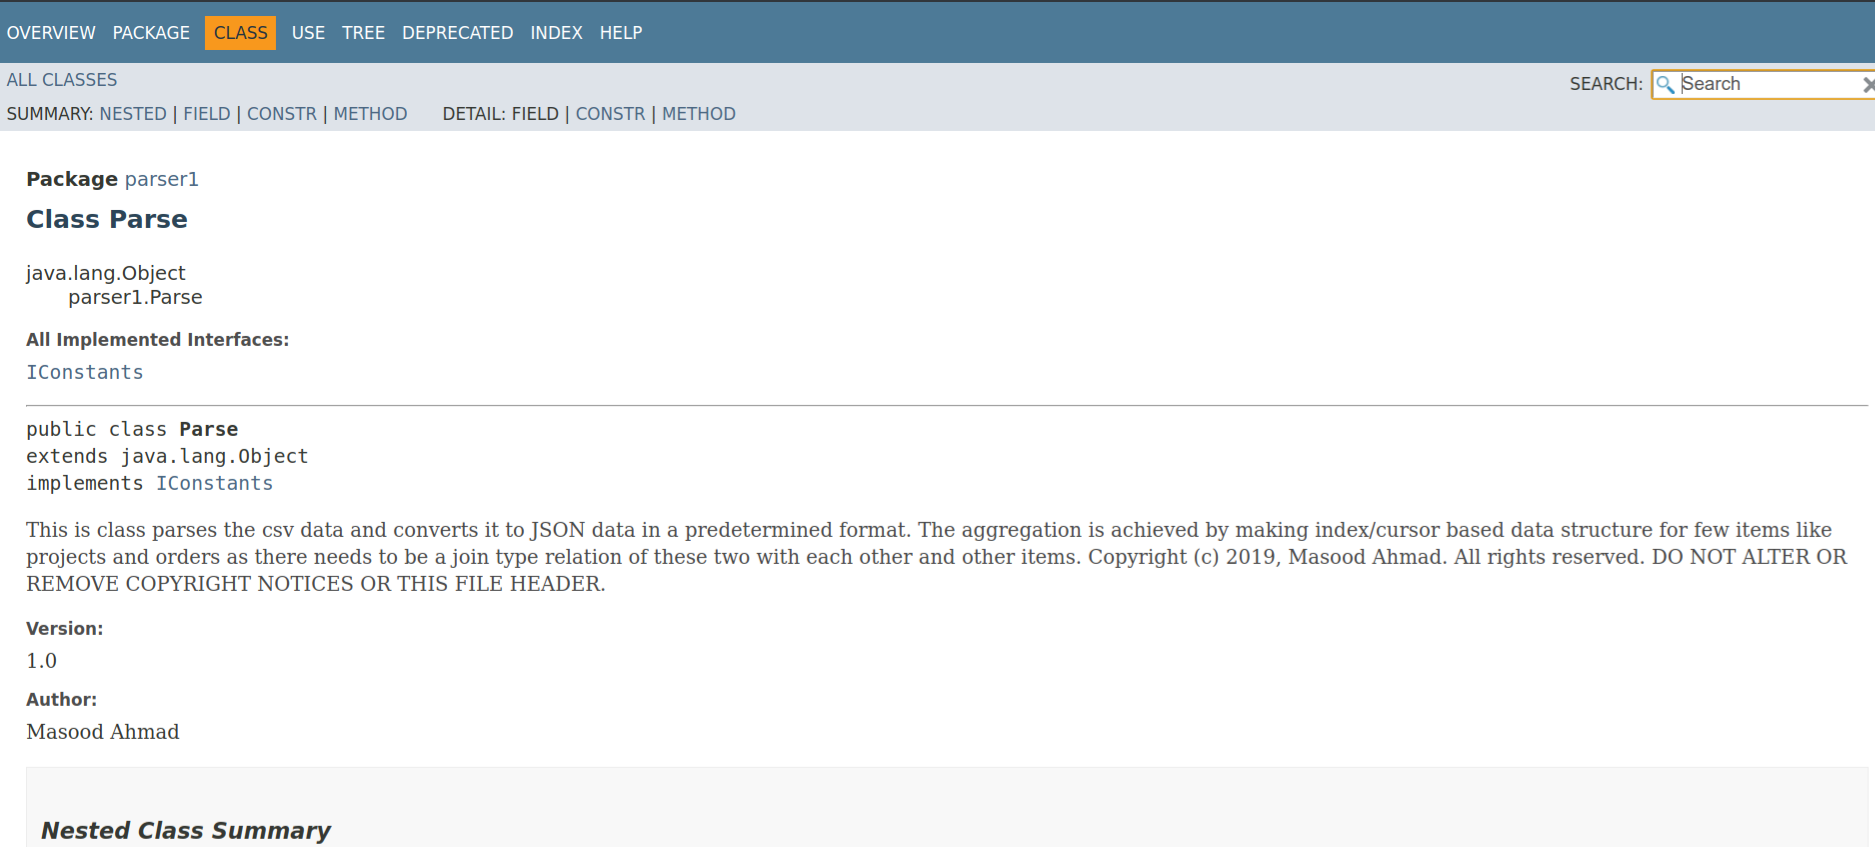 OVERVIEW PACKAGE CLASS USE TREE DEPRECATED INDEX HELP
ALL CLASSES
SEARCH: Search
SUMMARY: NESTED | FIELD | CONSTR | METHOD DETAIL: FIELD | CONSTR | METHOD
Package parser1
Class Parse
java.lang.Object
parser1.Parse
All Implemented Interfaces:
IConstants
public class Parse
extends java.lang.Object
implements IConstants
This is class parses the csv data and converts it to JSON data in a predetermined format. The aggregation is achieved by making index/cursor based data structure for few items like
projects and orders as there needs to be a join type relation of these two with each other and other items. Copyright (c) 2019, Masood Ahmad. All rights reserved. DO NOT ALTER OR
REMOVE COPYRIGHT NOTICES OR THIS FILE HEADER.
Version:
1.0
Author:
Masood Ahmad
Nested Class Summary